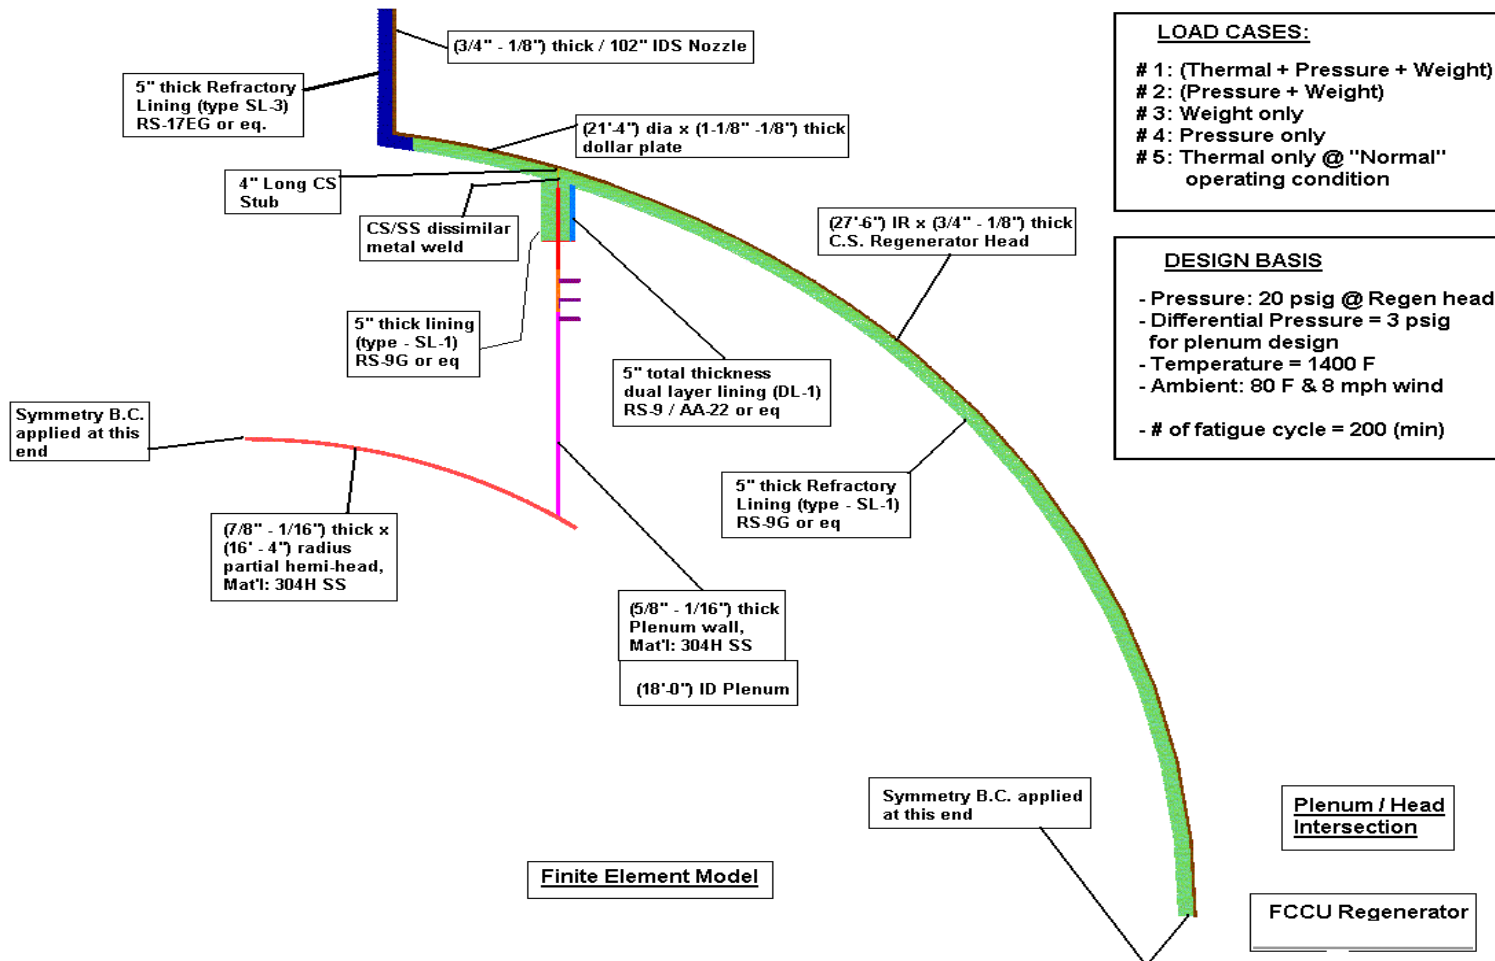 (3/4" - 1/8") thick / 102" IDS Nozzle
5" thick Refractory
Lining (type SL-3)
RS-17EG or eq.
(21'-4") dia x (1-1/8" -1/8") thick
dollar plate
4" Long CS
Stub
CS/SS dissimilar
metal weld
(27'-6") IR x (3/4" - 1/8") thick
C.S. Regenerator Head
5" thick lining
(type - SL-1)
RS-9G or eq
5" total thickness
dual layer lining (DL-1)
RS-9 / AA-22 or eq
Symmetry B.C.
applied at this
end
5" thick Refractory
Lining (type - SL-1)
RS-9G or eq
(7/8" - 1/16") thick x
(16' - 4") radius
partial hemi-head,
Mat'l: 304H SS
(5/8" - 1/16") thick
Plenum wall,
Mat'l: 304H SS
(18'-0") ID Plenum
Symmetry B.C. applied
at this end
Finite Element Model
LOAD CASES:
# 1: (Thermal + Pressure + Weight)
# 2: (Pressure + Weight)
# 3: Weight only
# 4: Pressure only
# 5: Thermal only @ "Normal"
operating condition
DESIGN BASIS
- Pressure: 20 psig @ Regen head
- Differential Pressure = 3 psig
for plenum design
- Temperature = 1400 F
- Ambient: 80 F & 8 mph wind
- # of fatigue cycle = 200 (min)
Plenum / Head
Intersection
FCCU Regenerator